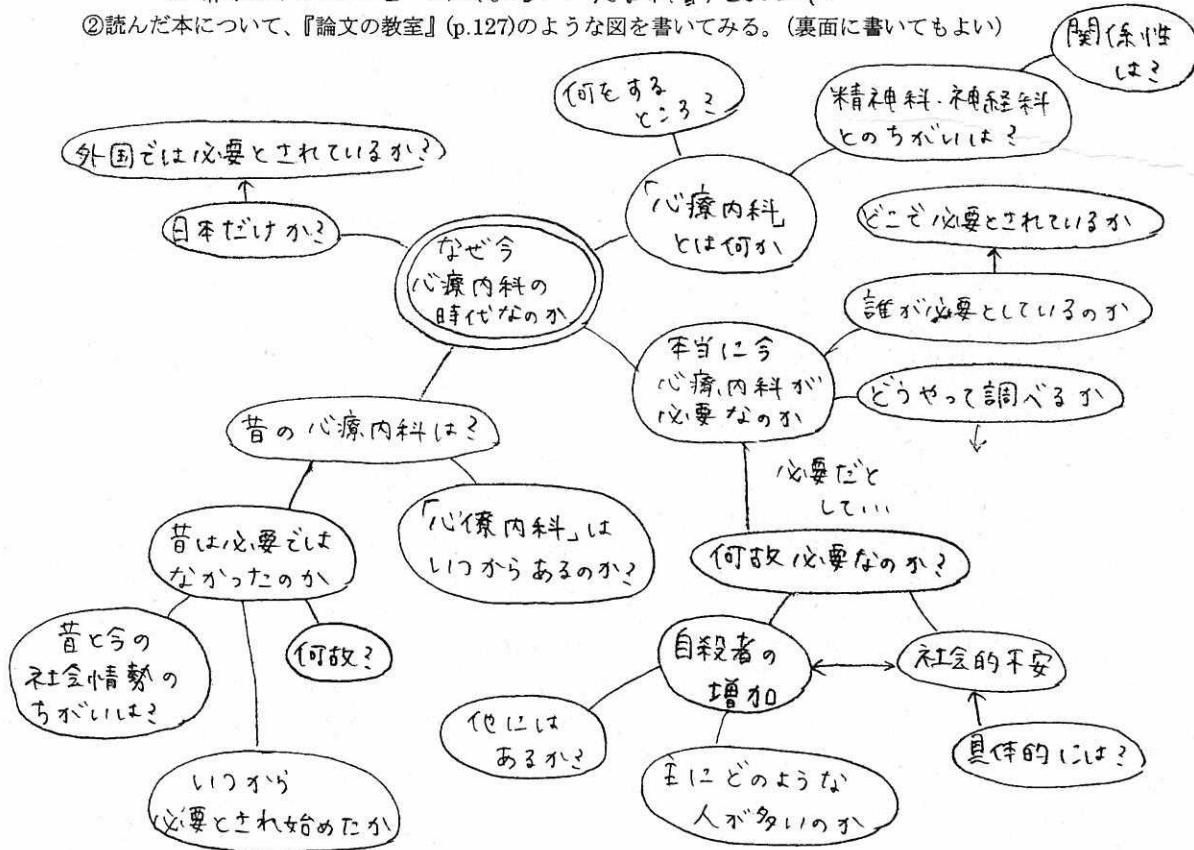 ②読んだ本について、『論文の教室』(p.127)のような図を書いてみる。(裏面に書いてもよい)
関係性
は?
何をする
ところ?
精神科・神経科
とのちがいは?
外国では必要とされているか?
日本だけか?
「心療内科」
とは何か
どこで必要とされているか
なぜ今
心療内科の
時代なのか
誰が必要としているのか
本当に今
心療内科が
必要なのか
どうやって調べるか
昔の心療内科は?
必要だと
して…
「心療内科」は
いつからあるのか?
昔は必要では
なかったのか
何故必要なのか?
昔と今の
社会情勢の
ちがいは?
何故?
自殺者の
増加
社会的不安
他には
あるか?
主にどのような
人が多いのか
具体的には?
いつから
必要とされ始めたか